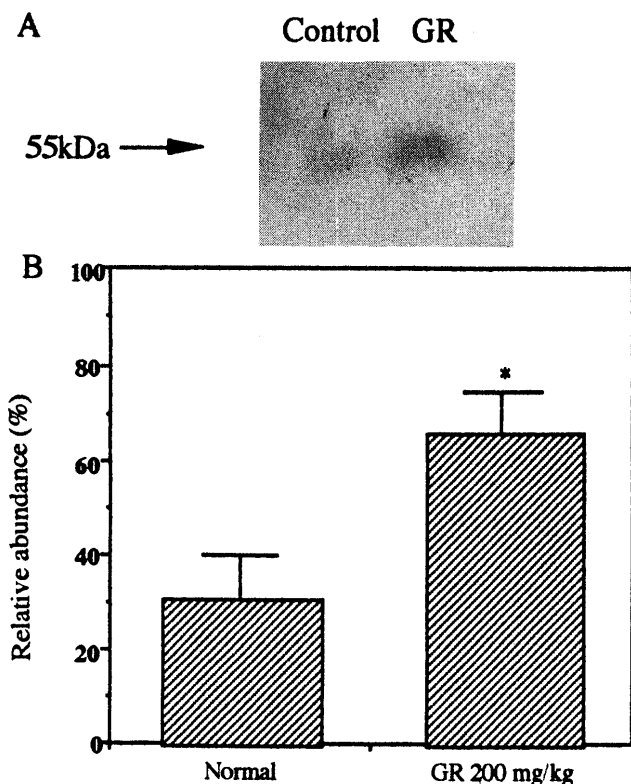 A
Control GR
55kDa
B
100
80
60
40
20
0
Relative abundance (%)
*
Normal GR 200 mg/kg